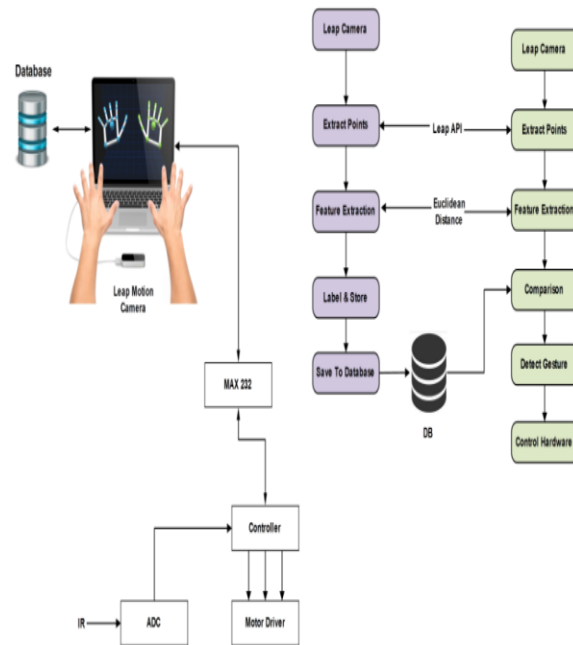 Database
Leap Motion
Camera
MAX 232
Controller
IR
ADC
Motor Driver
Leap Camera
Extract Points
Feature Extraction
Label & Store
Save To Database
DB
Leap API
Euclidean
Distance
Leap Camera
Extract Points
Feature Extraction
Comparison
Detect Gesture
Control Hardware